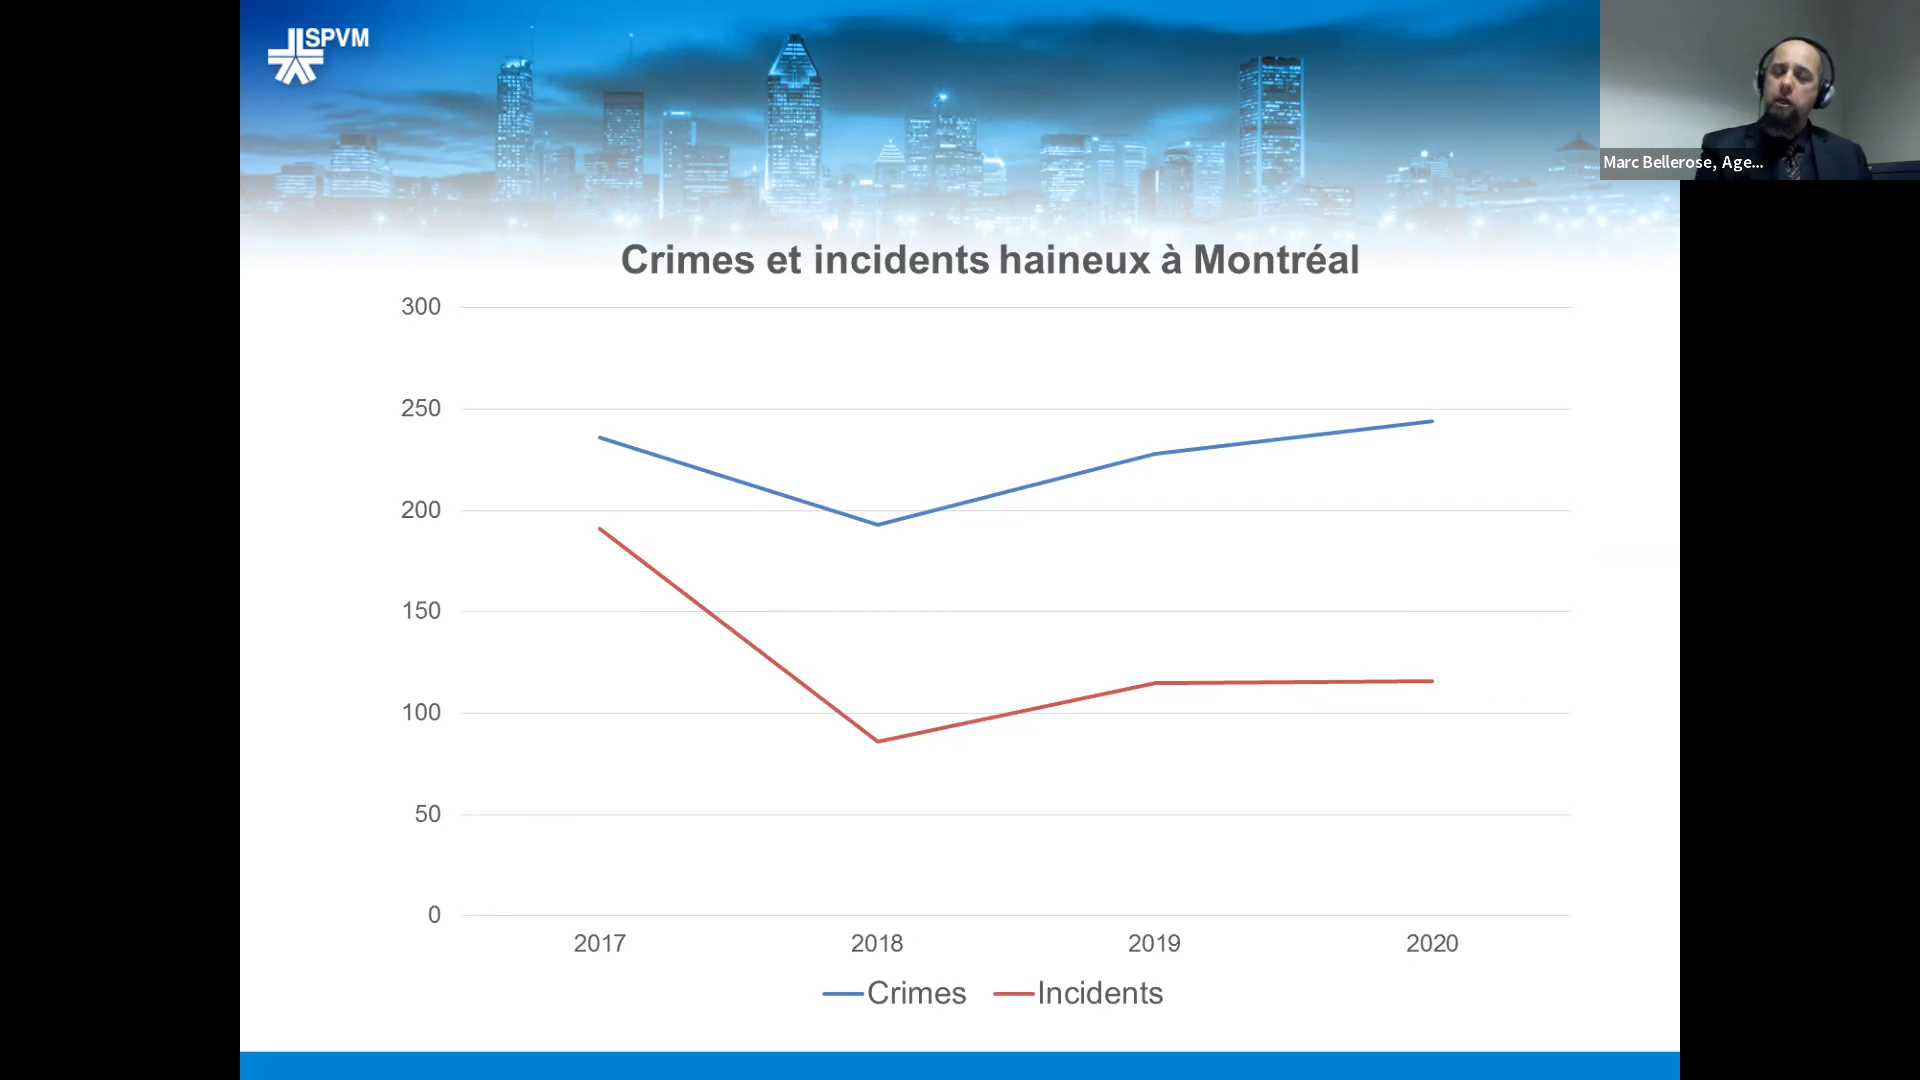 SPVM
Marc Bellerose, Age...
Crimes et incidents haineux à Montréal
300
250
200
150
100
50
0
2017 2018 2019 2020
Crimes Incidents